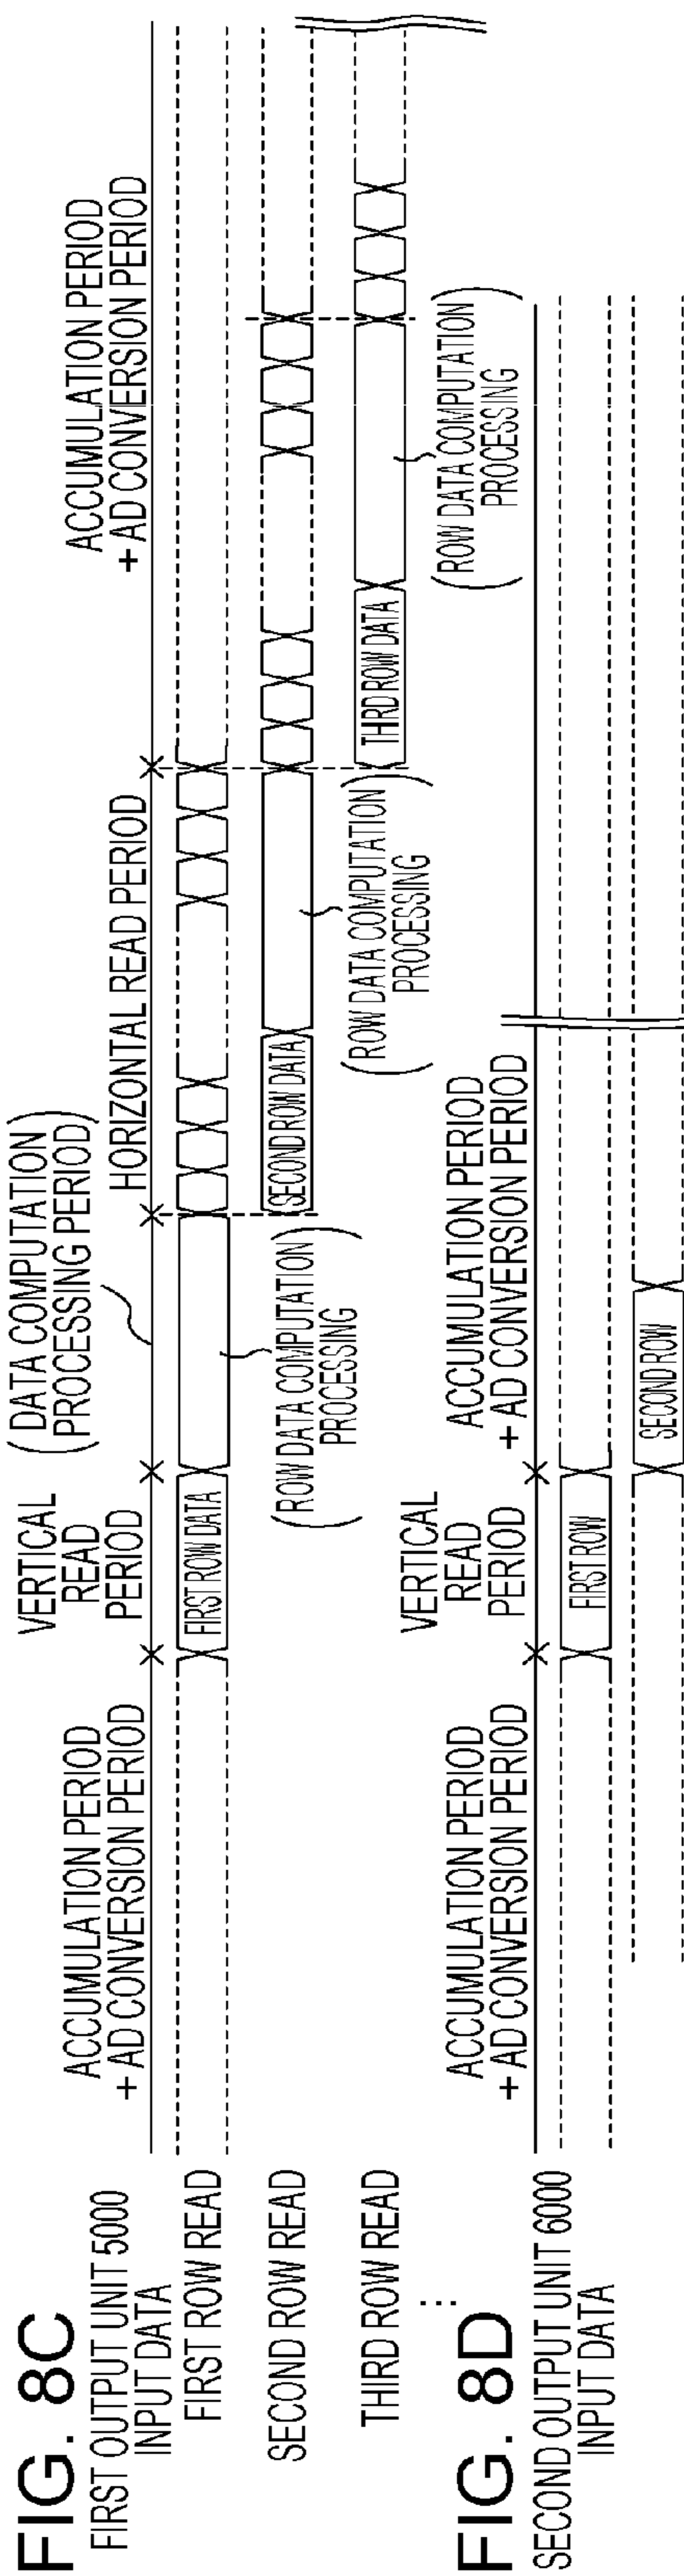 FIG. 8C
FIRST OUTPUT UNIT 5000
INPUT DATA
FIRST ROW READ
SECOND ROW READ
THIRD ROW READ
⋮
ACCUMULATION PERIOD
+ AD CONVERSION PERIOD
VERTICAL
READ
PERIOD
(DATA COMPUTATION
PROCESSING PERIOD)
HORIZONTAL READ PERIOD
ACCUMULATION PERIOD
+ AD CONVERSION PERIOD
FIRST ROW DATA
(ROW DATA COMPUTATION
PROCESSING)
SECOND ROW DATA
(ROW DATA COMPUTATION
PROCESSING)
THIRD ROW DATA
(ROW DATA COMPUTATION
PROCESSING)
FIG. 8D
SECOND OUTPUT UNIT 6000
INPUT DATA
ACCUMULATION PERIOD
+ AD CONVERSION PERIOD
VERTICAL
READ
PERIOD
ACCUMULATION PERIOD
+ AD CONVERSION PERIOD
FIRST ROW
SECOND ROW